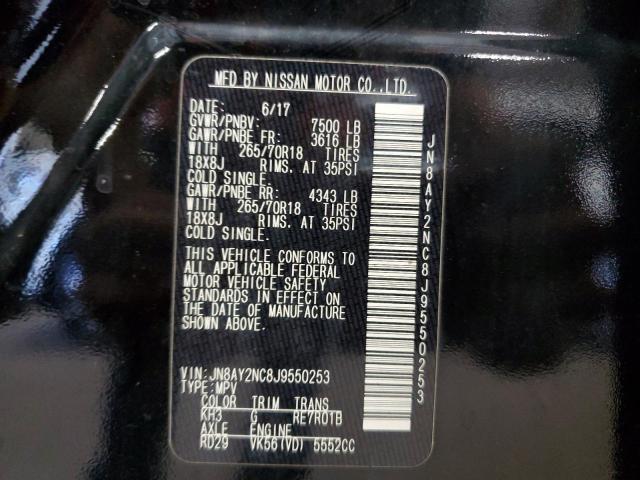 MFD BY NISSAN MOTOR CO.,LTD.
DATE: 6/17
GVWR/PNBV: 7500 LB
GAWR/PNBE FR: 3616 LB
WITH 265/70R18 TIRES
18X8J RIMS. AT 35PSI
COLD SINGLE.
GAWR/PNBE RR: 4343 LB
WITH 265/70R18 TIRES
18X8J RIMS. AT 35PSI
COLD SINGLE.
THIS VEHICLE CONFORMS TO
ALL APPLICABLE FEDERAL
MOTOR VEHICLE SAFETY
STANDARDS IN EFFECT ON
THE DATE OF MANUFACTURE
SHOWN ABOVE.
VIN:JN8AY2NC8J9550253
TYPE:MPV
COLOR TRIM TRANS
KH3 G RE7R01B
AXLE ENGINE
RD29 VK56(VD) 5552CC
JN8AY2NC8J9550253